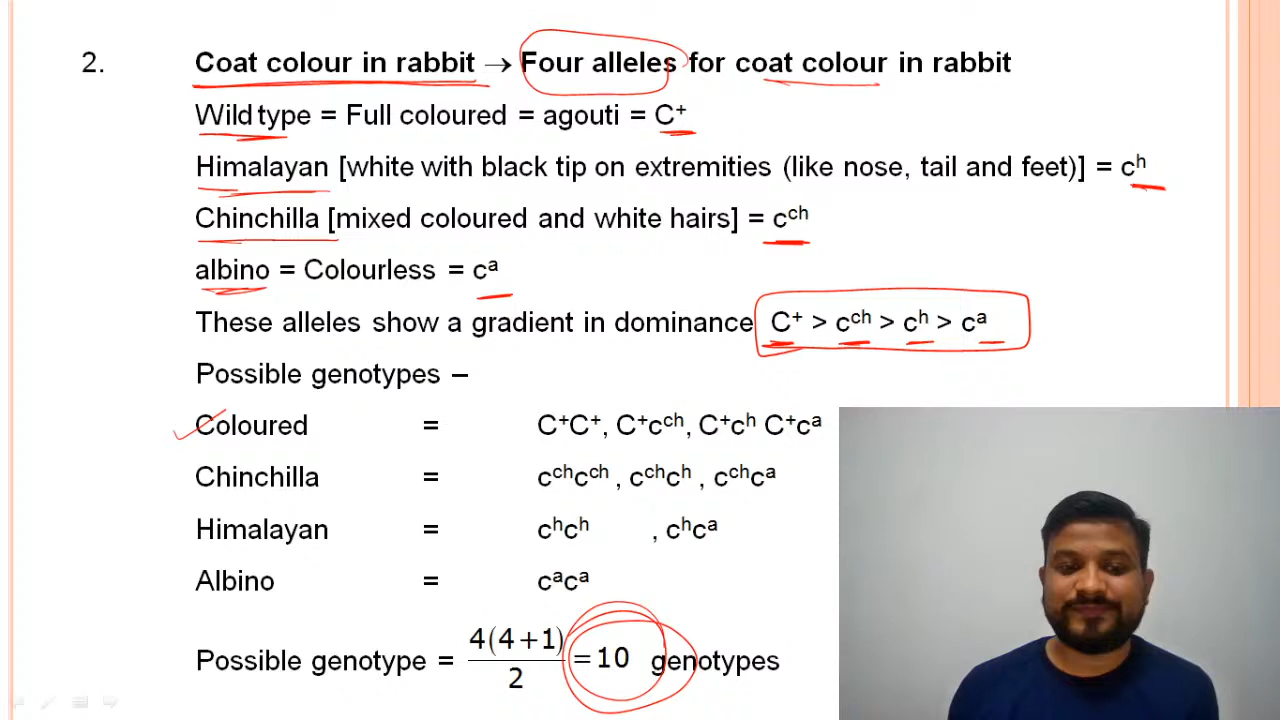 2. Coat colour in rabbit → Four alleles for coat colour in rabbit
Wild type = Full coloured = agouti = C⁺
Himalayan [white with black tip on extremities (like nose, tail and feet)] = cʰ
Chinchilla [mixed coloured and white hairs] = cᶜʰ
albino = Colourless = cᵃ
These alleles show a gradient in dominance C⁺ > cᶜʰ > cʰ > cᵃ
Possible genotypes –
Coloured = C⁺C⁺, C⁺cᶜʰ, C⁺cʰ C⁺cᵃ
Chinchilla = cᶜʰcᶜʰ , cᶜʰcʰ , cᶜʰcᵃ
Himalayan = cʰcʰ , cʰcᵃ
Albino = cᵃcᵃ
Possible genotype = 4(4+1)/2 = 10 genotypes